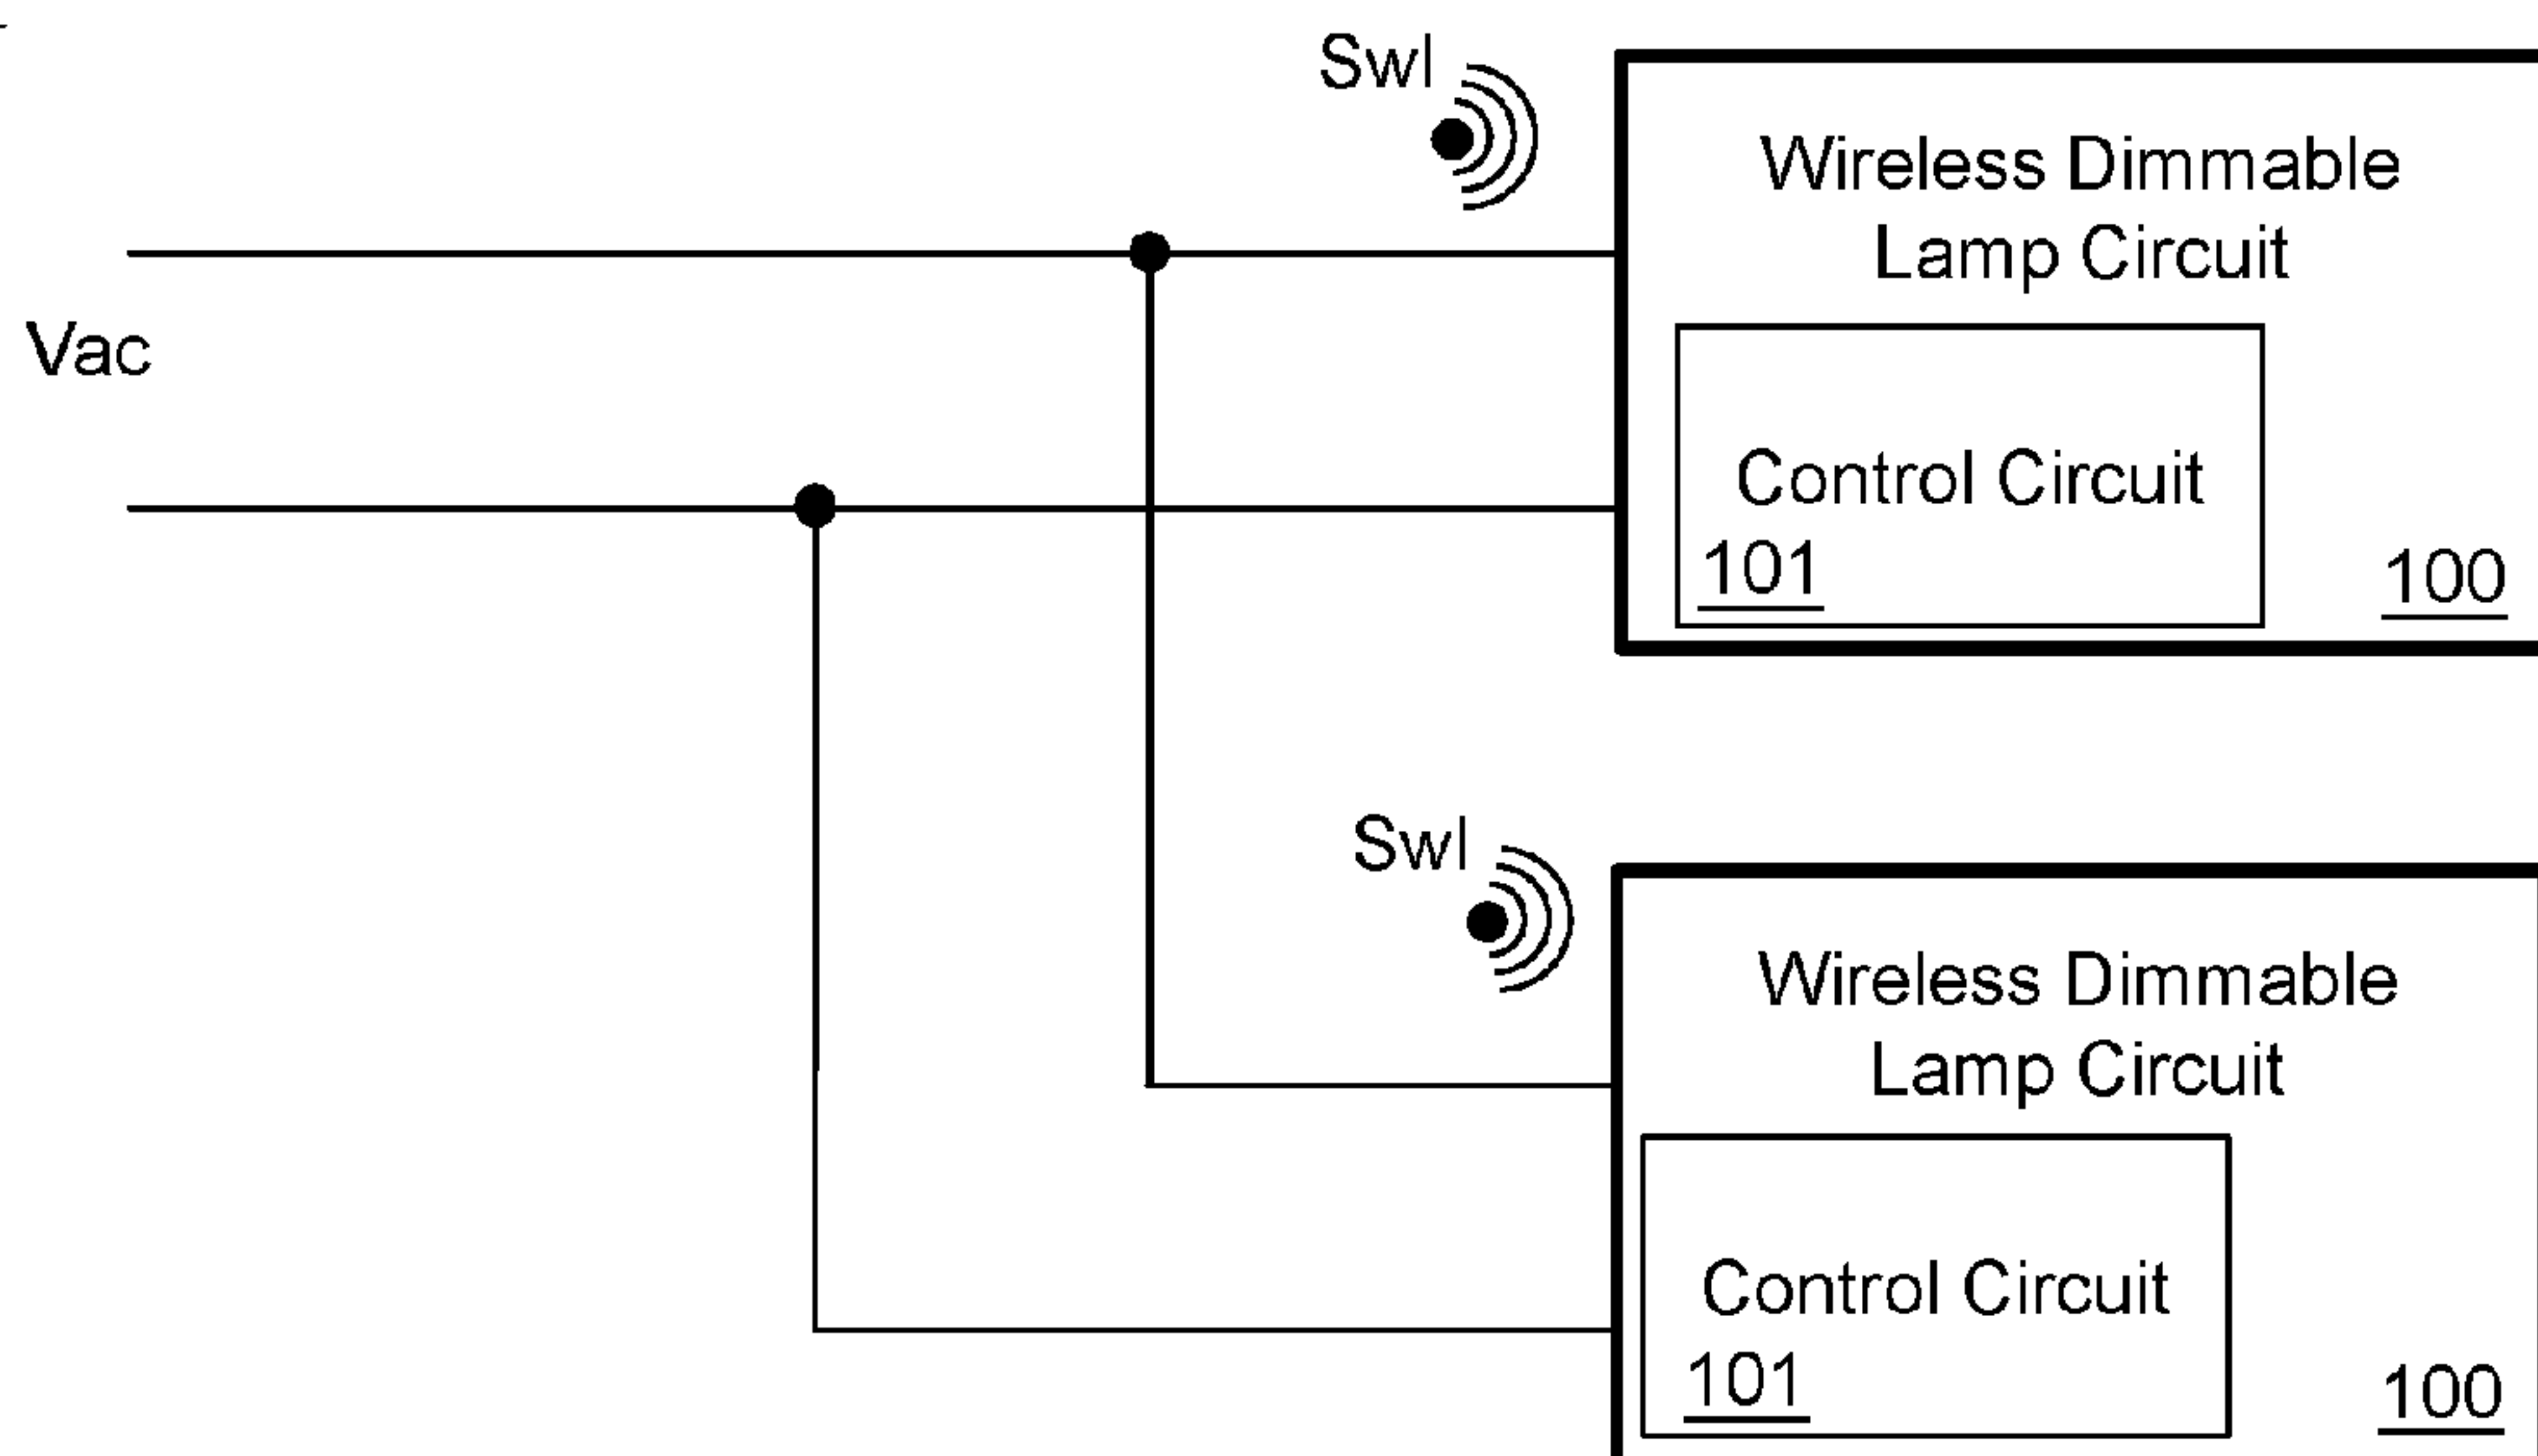 Swl
Wireless Dimmable
Lamp Circuit
Vac
Control Circuit
101
100
Swl
Wireless Dimmable
Lamp Circuit
Control Circuit
101
100